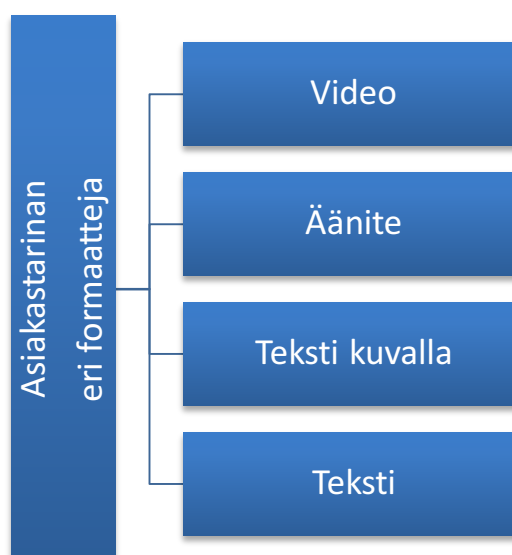 Asiakastarinan
eri formaatteja
Video
Äänite
Teksti kuvalla
Teksti